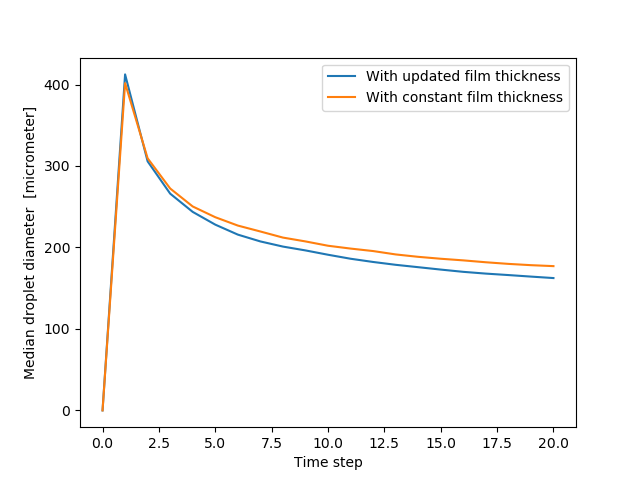 With updated film thickness
With constant film thickness
Median droplet diameter  [micrometer]
400
300
200
100
0
0.0 2.5 5.0 7.5 10.0 12.5 15.0 17.5 20.0
Time step